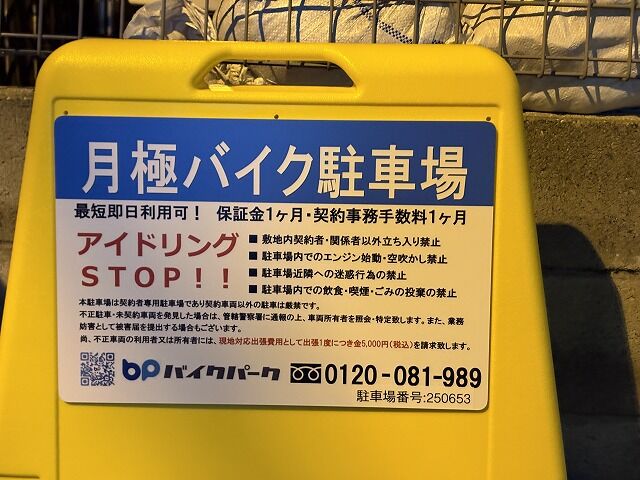 月極バイク駐車場
最短即日利用可！ 保証金1ヶ月・契約事務手数料1ヶ月
アイドリング
STOP！！
■ 敷地内契約者・関係者以外立ち入り禁止
■ 駐車場内でのエンジン始動・空吹かし禁止
■ 駐車場近隣への迷惑行為の禁止
■ 駐車場内での飲食・喫煙・ごみの投棄の禁止
本駐車場は契約者専用駐車場であり契約車両以外の駐車は厳禁です。
不正駐車・未契約車両を発見した場合は、管轄警察署に通報の上、車両所有者を照会・特定致します。また、業務
妨害として被害届を提出する場合もございます。
尚、不正車両の利用者又は所有者には、現地対応出張費用として出張1度につき金5,000円(税込)を請求致します。
bp バイクパーク 0120-081-989
駐車場番号:250653